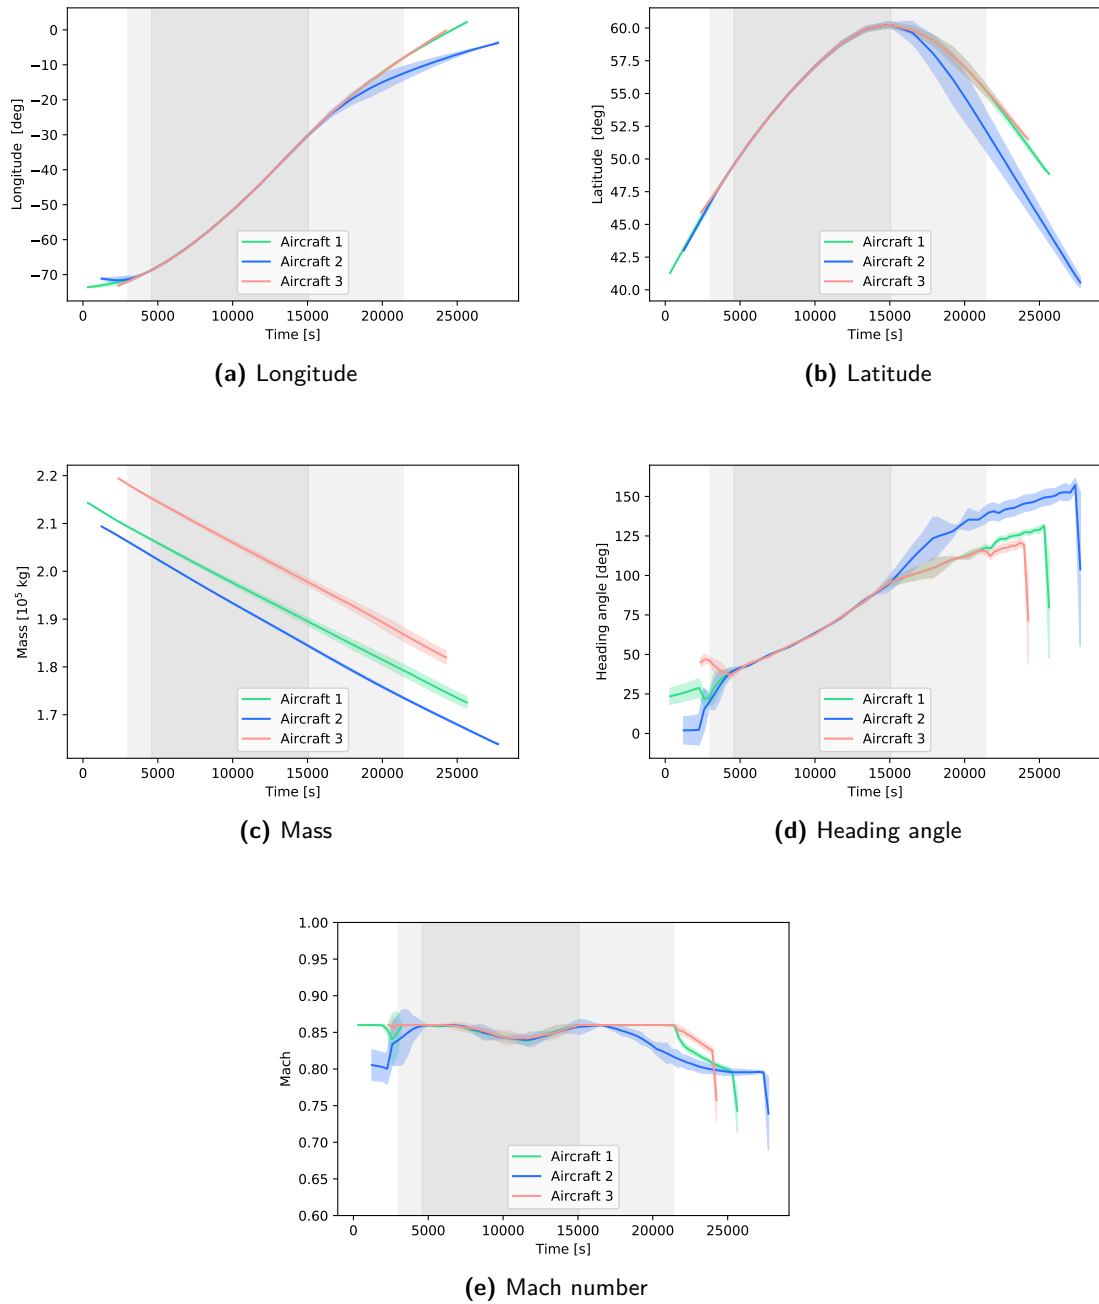 0
−10
−20
−30
−40
−50
−60
−70
Longitude [deg]
Aircraft 1
Aircraft 2
Aircraft 3
0 5000 10000 15000 20000 25000
Time [s]
(a) Longitude
60.0
57.5
55.0
52.5
50.0
47.5
45.0
42.5
40.0
Latitude [deg]
Aircraft 1
Aircraft 2
Aircraft 3
0 5000 10000 15000 20000 25000
Time [s]
(b) Latitude
2.2
2.1
2.0
1.9
1.8
1.7
Mass [10⁵ kg]
Aircraft 1
Aircraft 2
Aircraft 3
0 5000 10000 15000 20000 25000
Time [s]
(c) Mass
150
125
100
75
50
25
0
Heading angle [deg]
Aircraft 1
Aircraft 2
Aircraft 3
0 5000 10000 15000 20000 25000
Time [s]
(d) Heading angle
1.00
0.95
0.90
0.85
0.80
0.75
0.70
0.65
0.60
Mach
Aircraft 1
Aircraft 2
Aircraft 3
0 5000 10000 15000 20000 25000
Time [s]
(e) Mach number